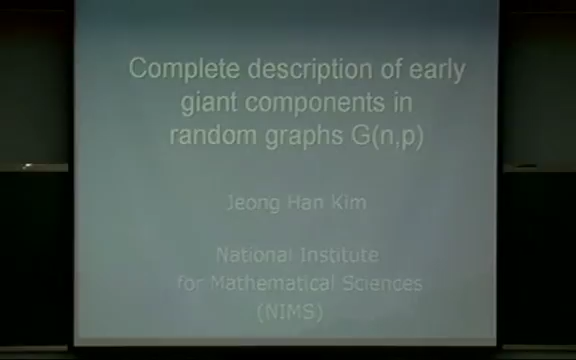 Complete description of early
giant components in
random graphs G(n,p)
Jeong Han Kim
National Institute
for Mathematical Sciences
(NIMS)